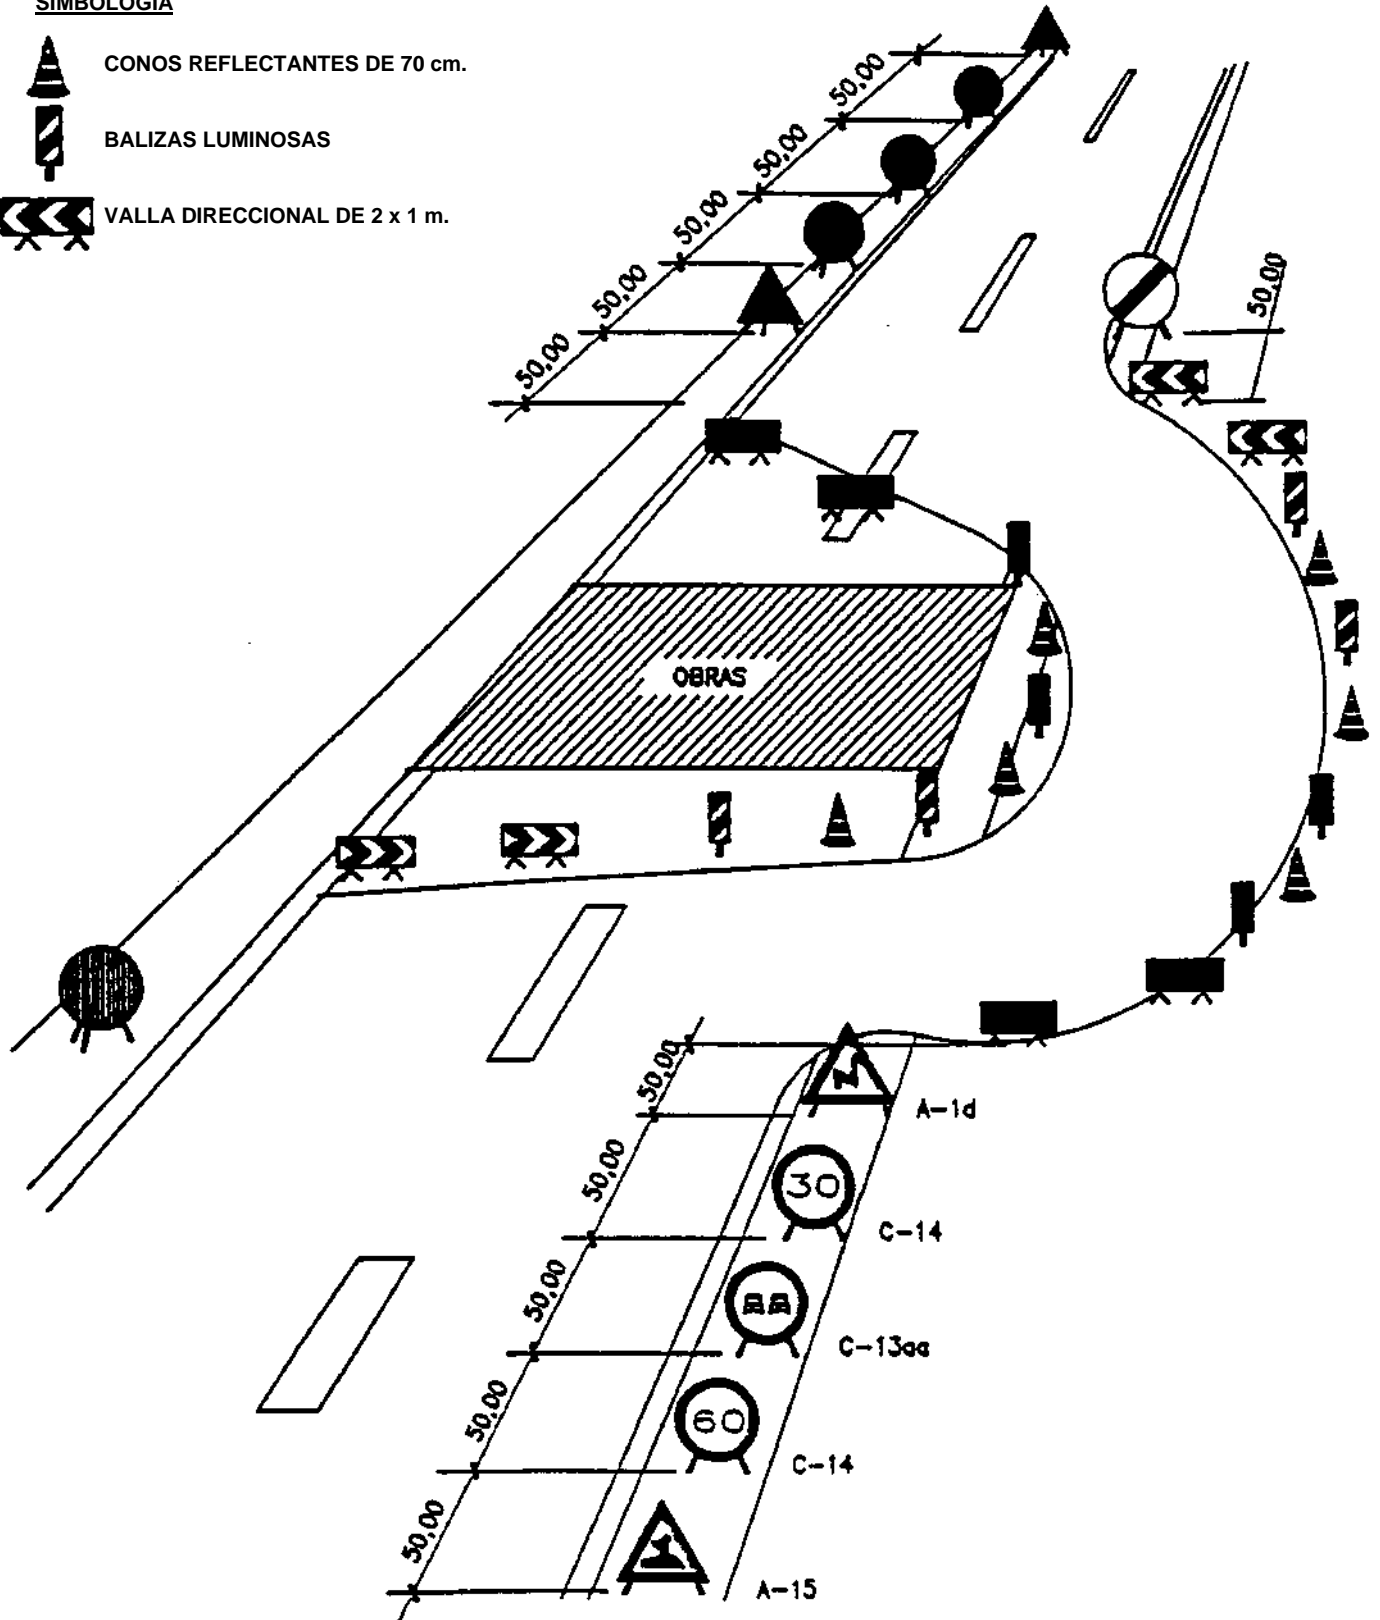 SIMBOLOGIA
CONOS REFLECTANTES DE 70 cm.
BALIZAS LUMINOSAS
VALLA DIRECCIONAL DE 2 x 1 m.
50,00
50,00
50,00
50,00
50,00
50,00
OBRAS
50,00
A-1d
50,00
30
C-14
50,00
C-13aa
50,00
60
C-14
50,00
A-15